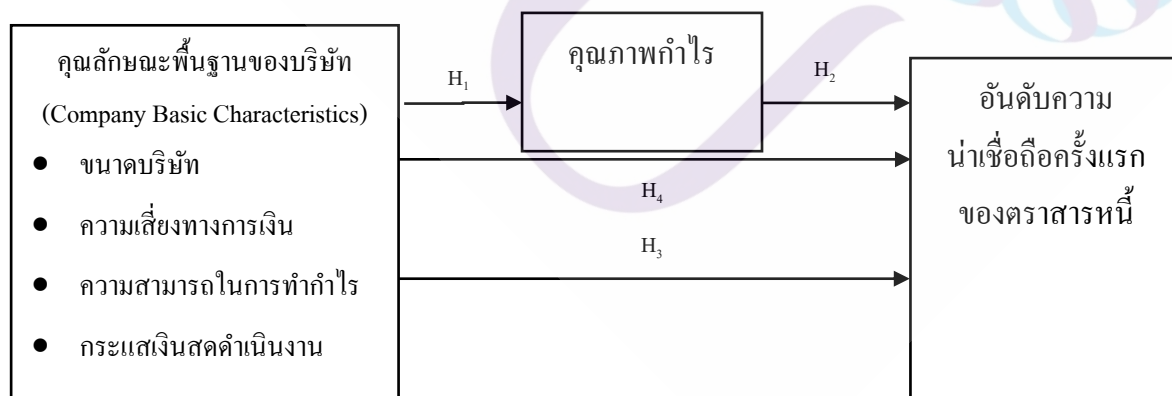 คุณลักษณะพื้นฐานของบริษัท
(Company Basic Characteristics)
● ขนาดบริษัท
● ความเสี่ยงทางการเงิน
● ความสามารถในการทำกำไร
● กระแสเงินสดดำเนินงาน
H₁
คุณภาพกำไร
H₂
H₄
H₃
อันดับความ
น่าเชื่อถือครั้งแรก
ของตราสารหนี้